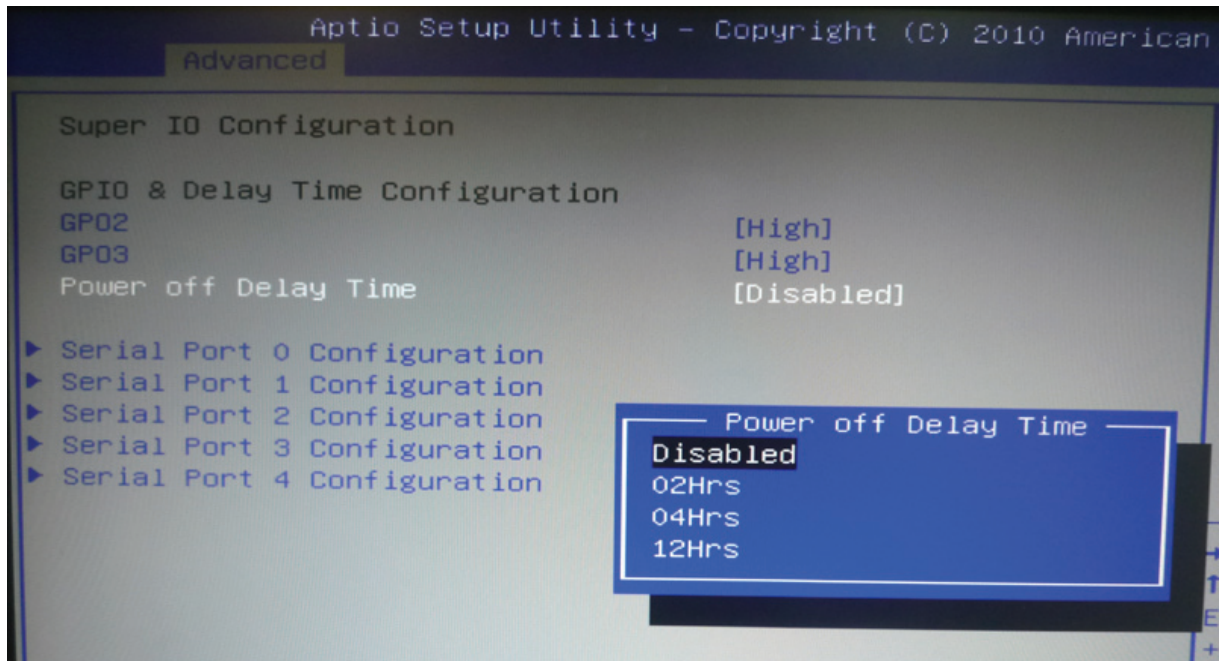 Aptio Setup Utility – Copyright (C) 2010 American
Advanced
Super IO Configuration
GPIO & Delay Time Configuration
GPO2 [High]
GPO3 [High]
Power off Delay Time [Disabled]
▶ Serial Port 0 Configuration
▶ Serial Port 1 Configuration
▶ Serial Port 2 Configuration
▶ Serial Port 3 Configuration
▶ Serial Port 4 Configuration
Power off Delay Time
Disabled
02Hrs
04Hrs
12Hrs
→
↑
E
+